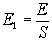 E₁ = E/S